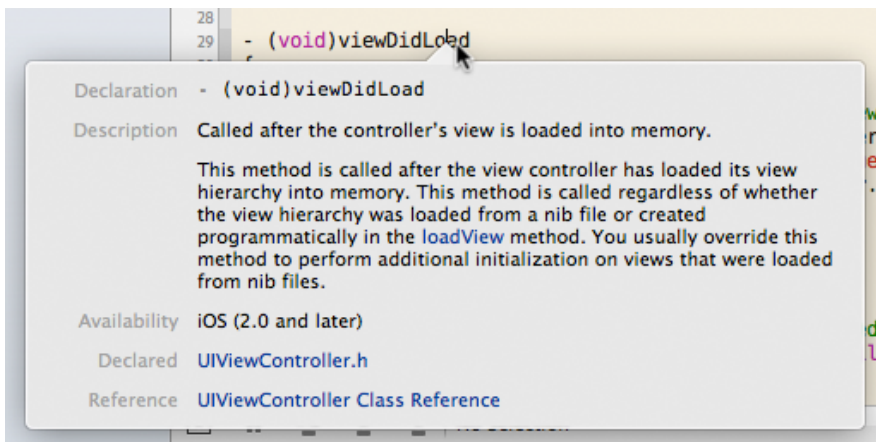 28
29 - (void)viewDidLoad
Declaration - (void)viewDidLoad
Description Called after the controller’s view is loaded into memory.
This method is called after the view controller has loaded its view
hierarchy into memory. This method is called regardless of whether
the view hierarchy was loaded from a nib file or created
programmatically in the loadView method. You usually override this
method to perform additional initialization on views that were loaded
from nib files.
Availability iOS (2.0 and later)
Declared UIViewController.h
Reference UIViewController Class Reference